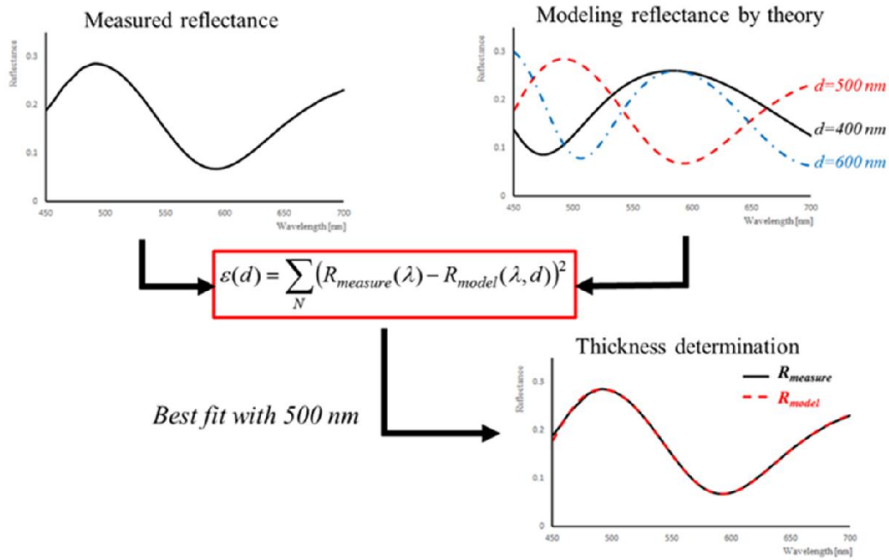 Measured reflectance
Reflectance
0.3
0.2
0.1
0
450 500 550 600 650 700
Wavelength[nm]
Modeling reflectance by theory
Reflectance
0.3
0.2
0.1
0
450 500 550 600 650 700
Wavelength[nm]
d=500 nm
d=400 nm
d=600 nm
ε(d) = ∑_N (R_measure(λ) − R_model(λ, d))²
Best fit with 500 nm
Thickness determination
Reflectance
0.3
0.2
0.1
0
450 500 550 600 650 700
Wavelength[nm]
R_measure
R_model